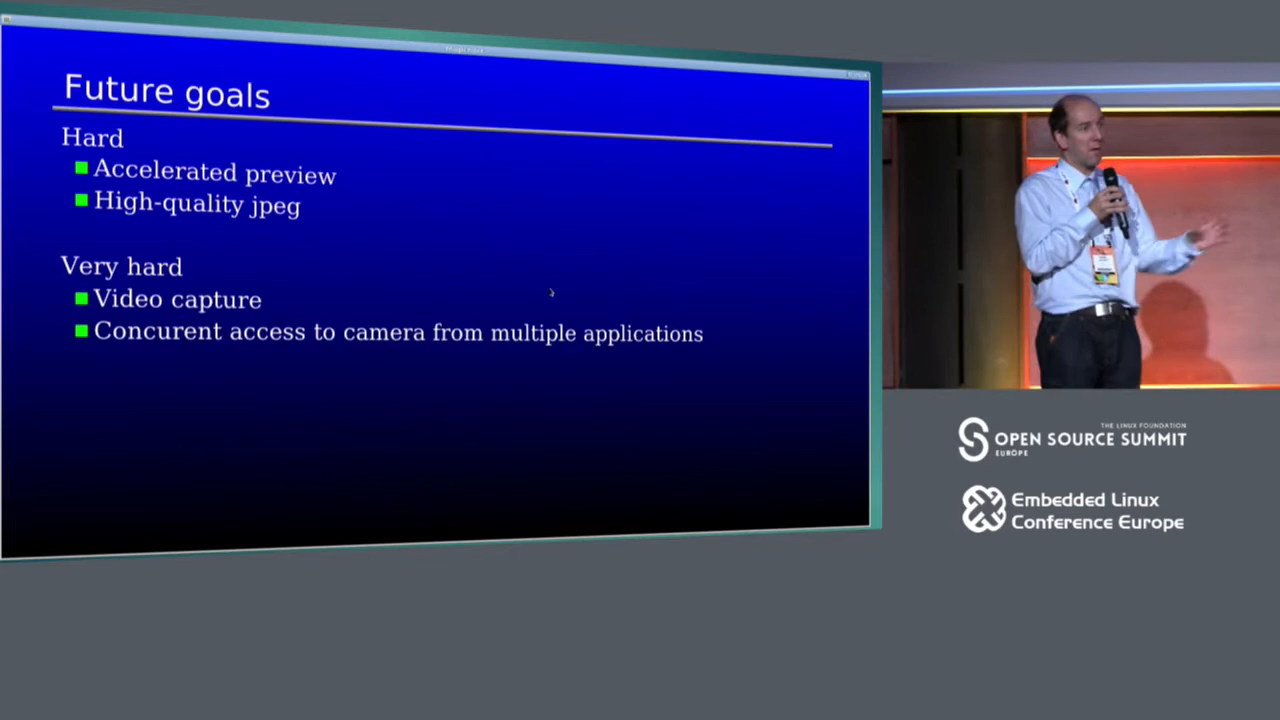 Future goals
Hard
Accelerated preview
High-quality jpeg
Very hard
Video capture
Concurent access to camera from multiple applications
THE LINUX FOUNDATION
OPEN SOURCE SUMMIT
EUROPE
Embedded Linux
Conference Europe